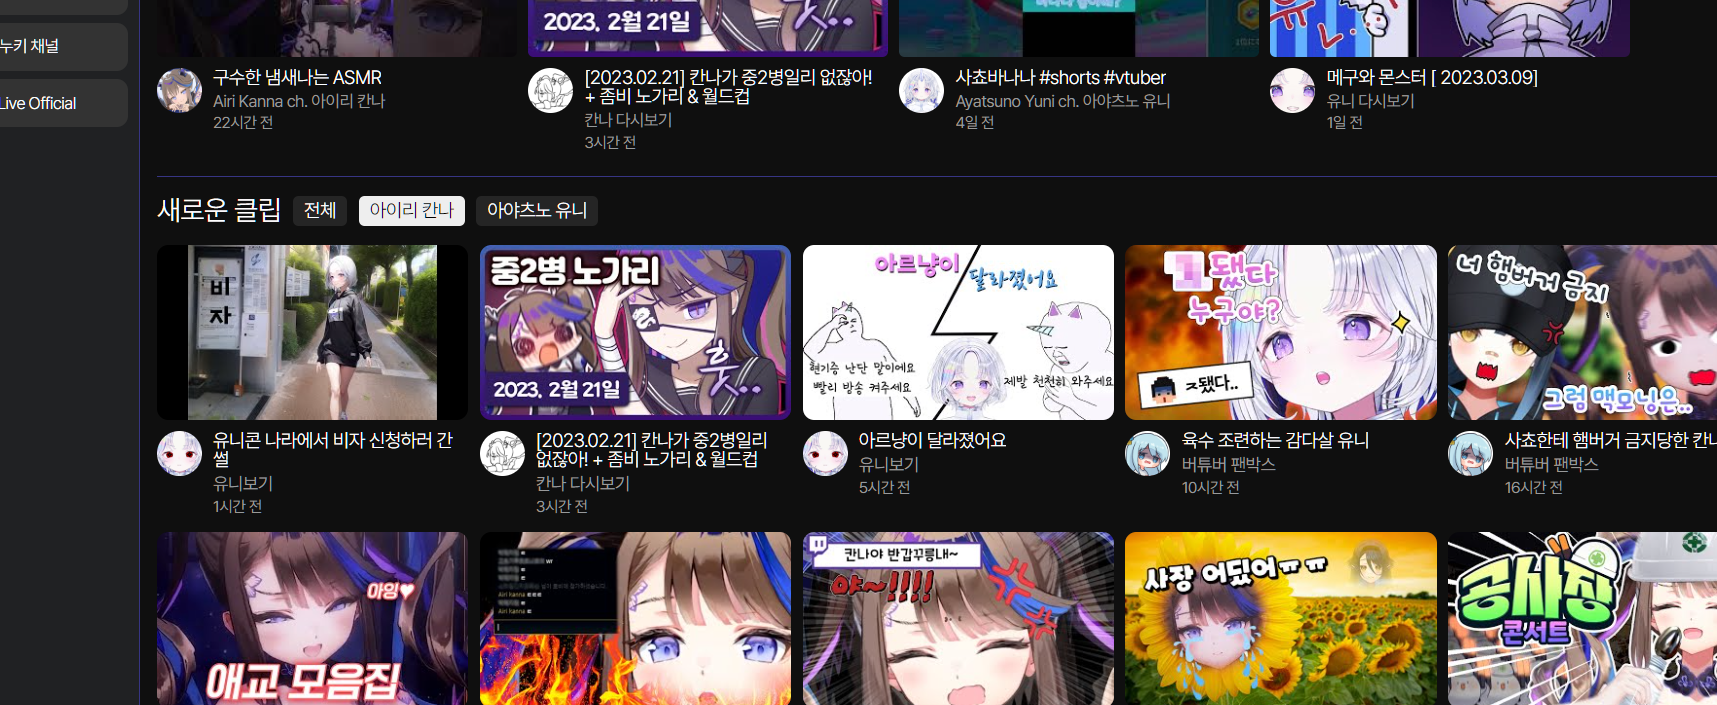 누키 채널
Live Official
2023. 2월 21일
훗..
구수한 냄새나는 ASMR
Airi Kanna ch. 아이리 칸나
22시간 전
[2023.02.21] 칸나가 중2병일리 없잖아!
+ 좀비 노가리 & 월드컵
칸나 다시보기
3시간 전
사쵸바나나 #shorts #vtuber
Ayatsuno Yuni ch. 아야츠노 유니
4일 전
메구와 몬스터 [ 2023.03.09]
유니 다시보기
1일 전
새로운 클립
전체
아이리 칸나
아야츠노 유니
비
자
중2병 노가리
훗..
2023. 2월 21일
아르냥이
달라졌어요
현기증 난단 말이에요
빨리 방송 켜주세요
제발 천천히 와주세요
됐다
누구야?
ㅈ됐다..
너 햄버거 금지
그럼 맥모닝은..
유니콘 나라에서 비자 신청하러 간
썰
유니보기
1시간 전
[2023.02.21] 칸나가 중2병일리
없잖아! + 좀비 노가리 & 월드컵
칸나 다시보기
3시간 전
아르냥이 달라졌어요
유니보기
5시간 전
육수 조련하는 감다살 유니
버튜버 팬박스
10시간 전
사쵸한테 햄버거 금지당한 칸나
버튜버 팬박스
16시간 전
아잉♥
애교 모음집
Airi kanna
Airi kanna
칸나야 반갑꾸릉내~
야~!!!!
사장 어딨어ㅠㅠ
공사장
콘서트